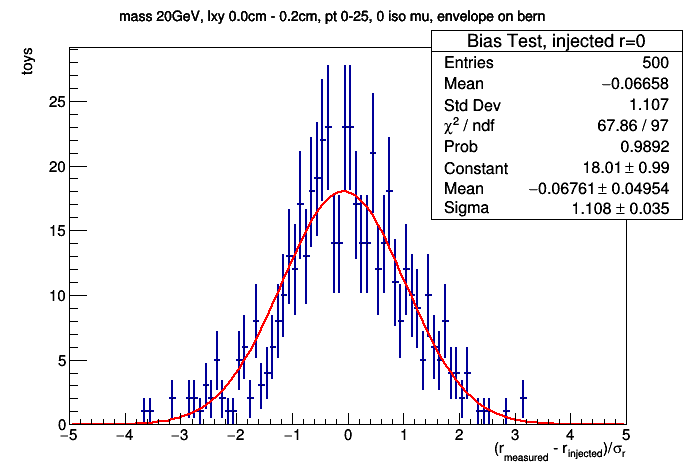 mass 20GeV, lxy 0.0cm - 0.2cm, pt 0-25, 0 iso mu, envelope on bern
Bias Test, injected r=0
Entries 500
Mean −0.06658
Std Dev 1.107
χ² / ndf 67.86 / 97
Prob 0.9892
Constant 18.01 ± 0.99
Mean −0.06761 ± 0.04954
Sigma 1.108 ± 0.035
toys
25
20
15
10
5
0
−5 −4 −3 −2 −1 0 1 2 3 4 5
(r_measured - r_injected)/σ_r